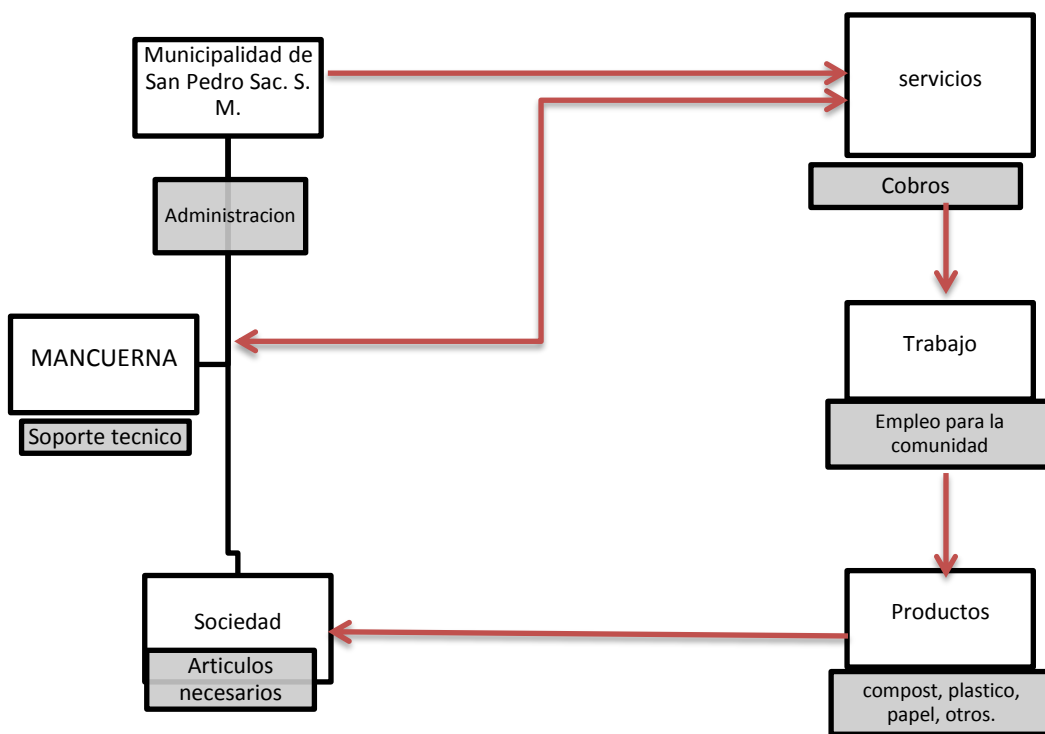 Municipalidad de
San Pedro Sac. S.
M.
servicios
Cobros
Administracion
MANCUERNA
Soporte tecnico
Trabajo
Empleo para la
comunidad
Sociedad
Articulos
necesarios
Productos
compost, plastico,
papel, otros.